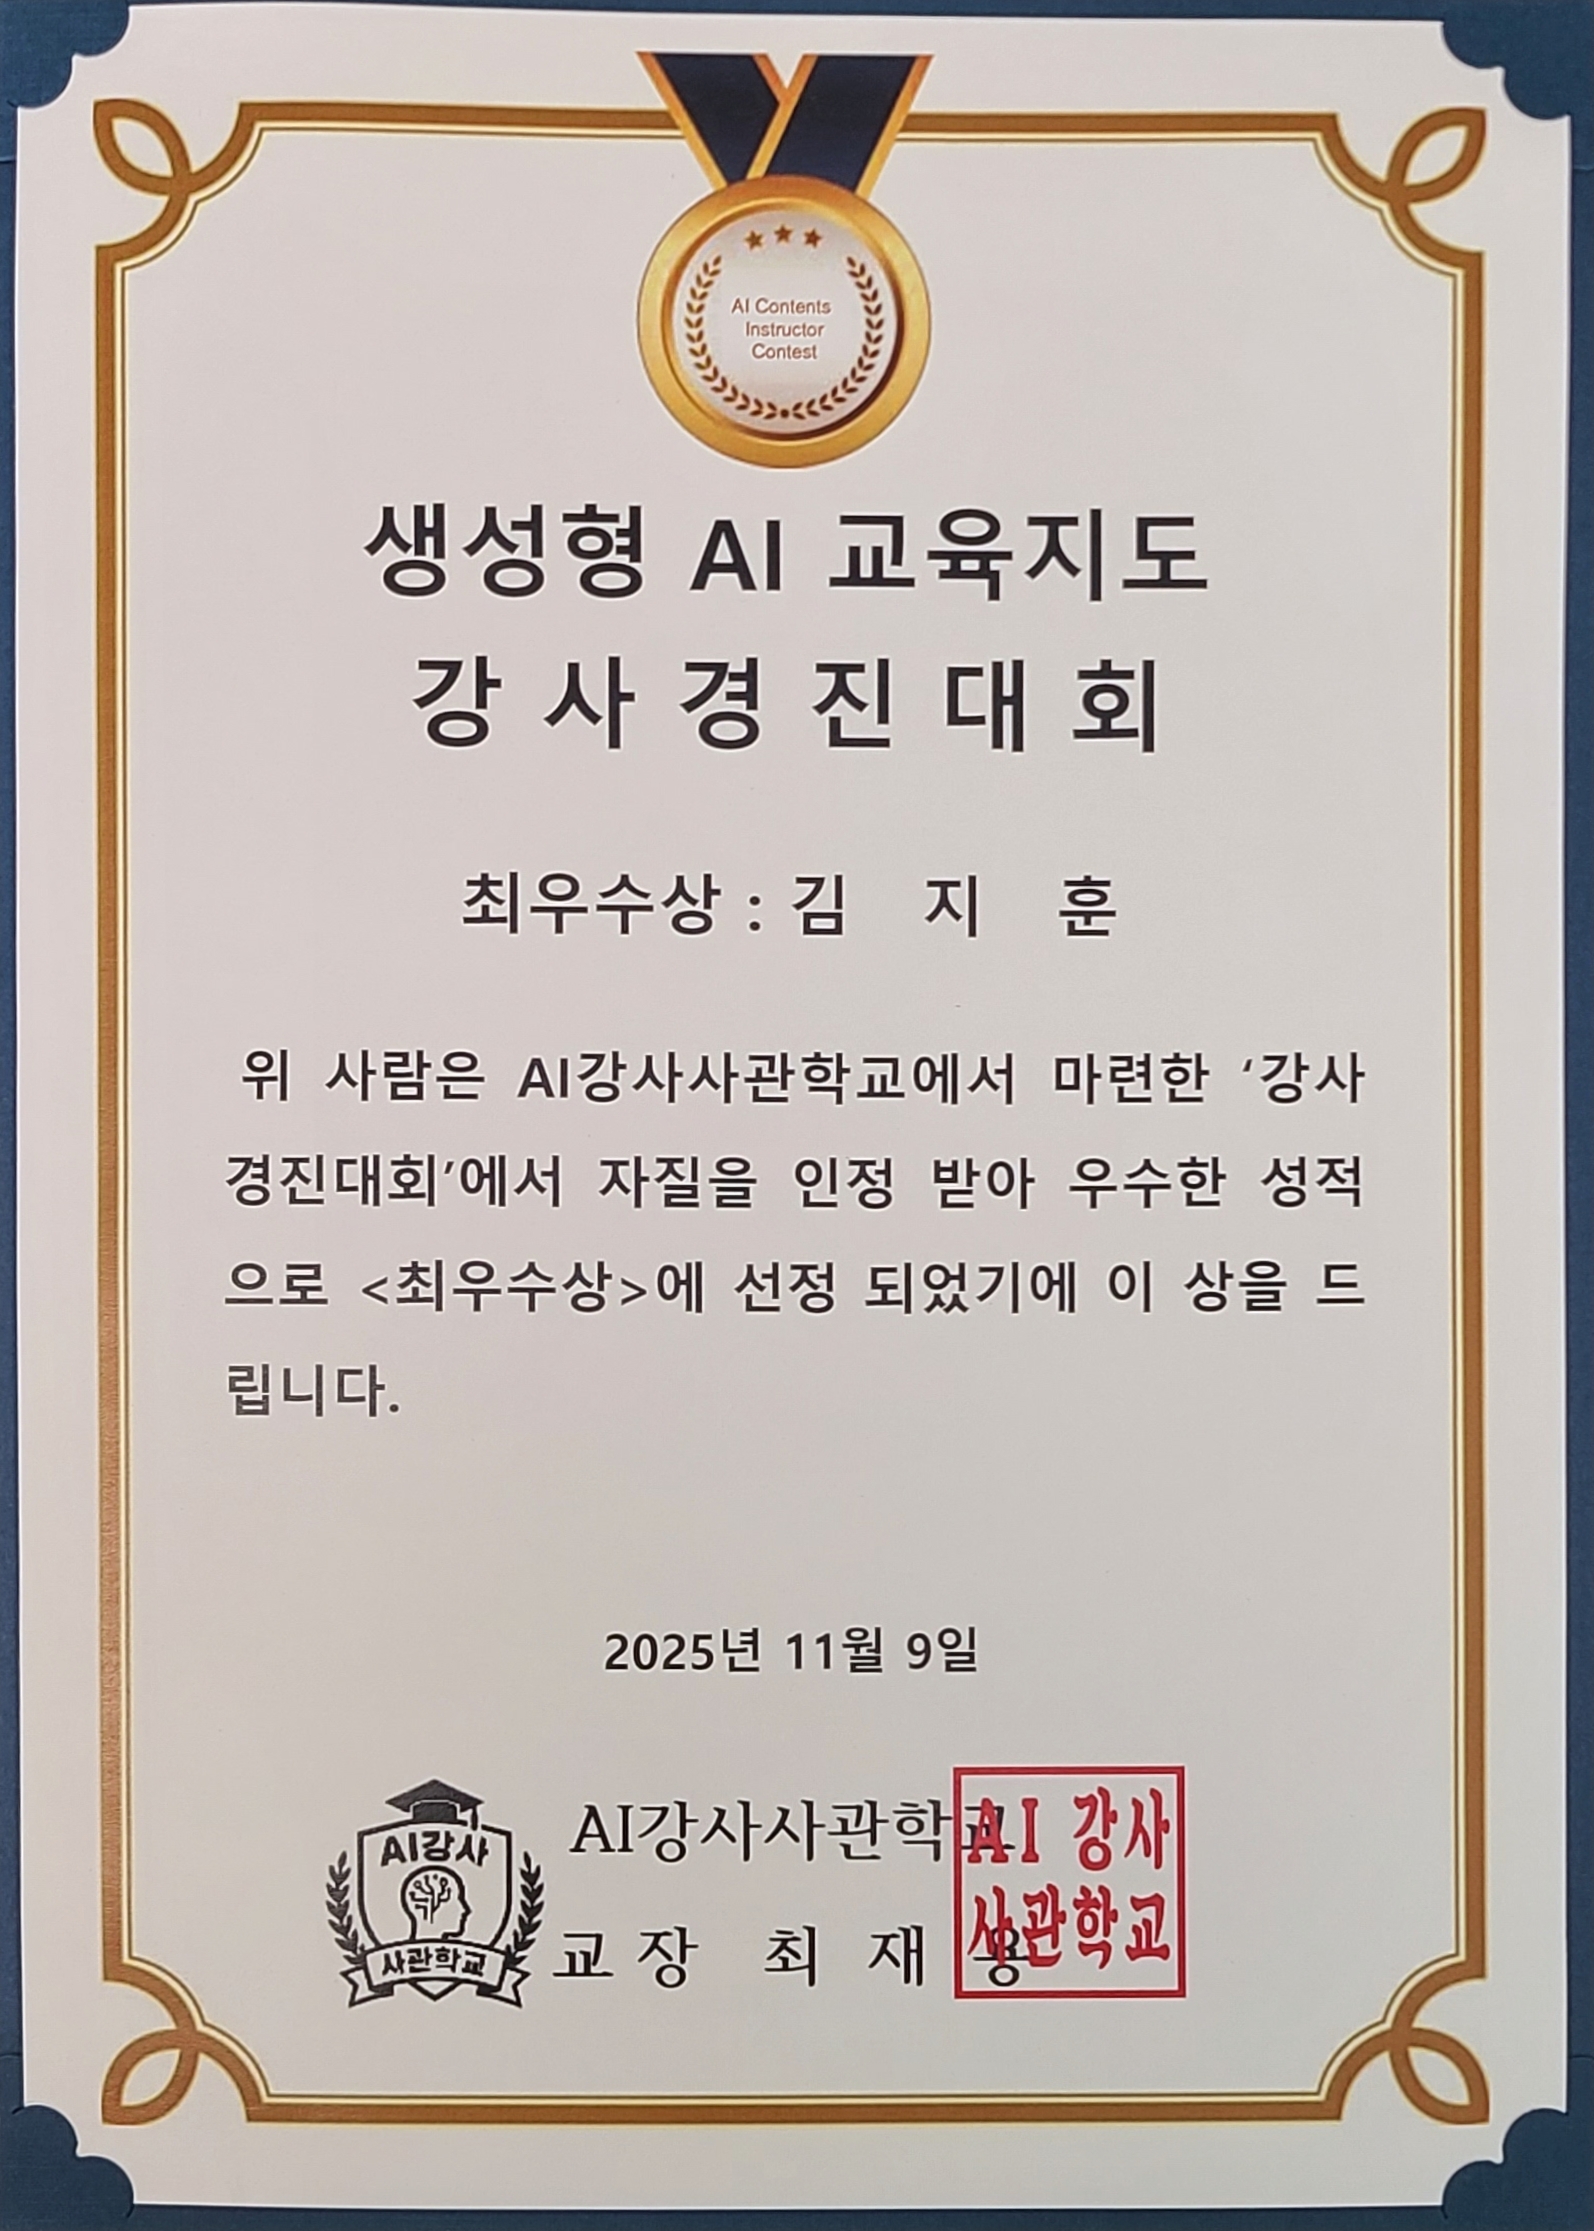 AI Contents
Instructor
Contest
생성형 AI 교육지도
강 사 경 진 대 회
최우수상 : 김 지 훈
위 사람은 AI강사사관학교에서 마련한 ‘강사
경진대회’에서 자질을 인정 받아 우수한 성적
으로 <최우수상>에 선정 되었기에 이 상을 드
립니다.
2025년 11월 9일
AI강사
사관학교
AI강사사관학교
교 장 최 재 용
AI 강사
사관학교